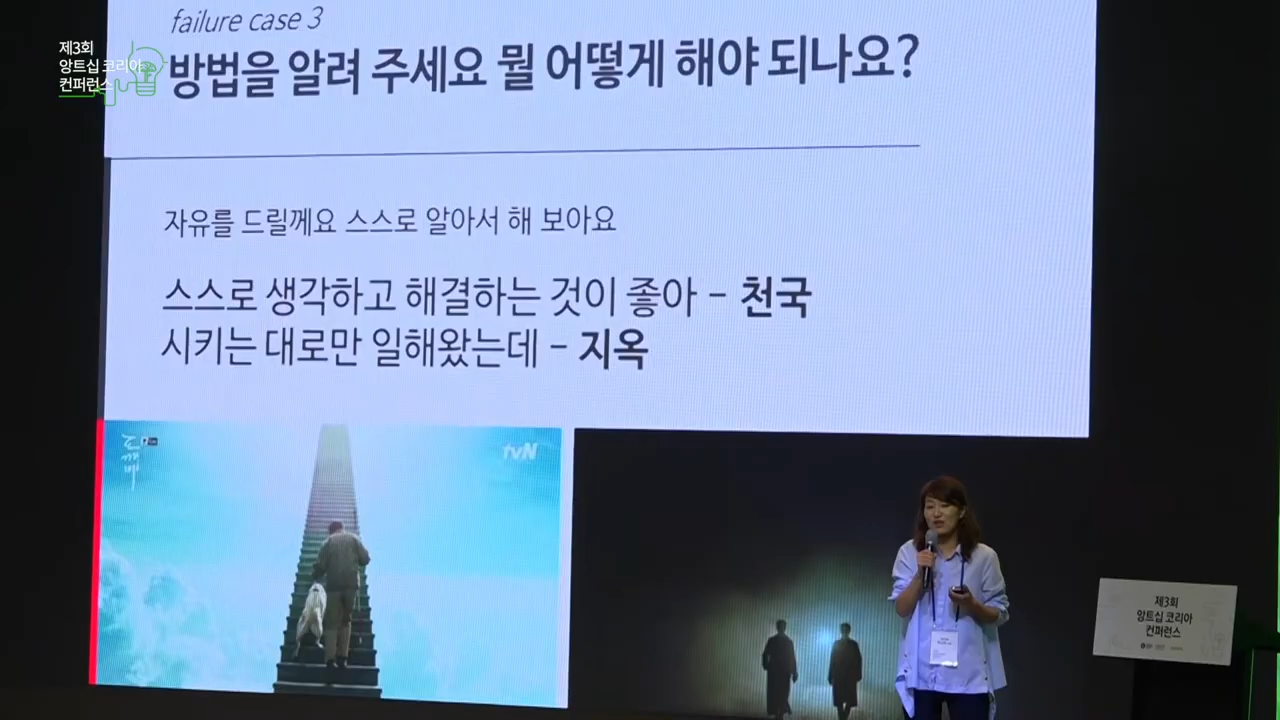 제3회
앙트십 코리아
컨퍼런스
failure case 3
방법을 알려 주세요 뭘 어떻게 해야 되나요?
자유를 드릴께요 스스로 알아서 해 보아요
스스로 생각하고 해결하는 것이 좋아 - 천국
시키는 대로만 일해왔는데 - 지옥
도깨비
tvN
제3회
앙트십 코리아
컨퍼런스